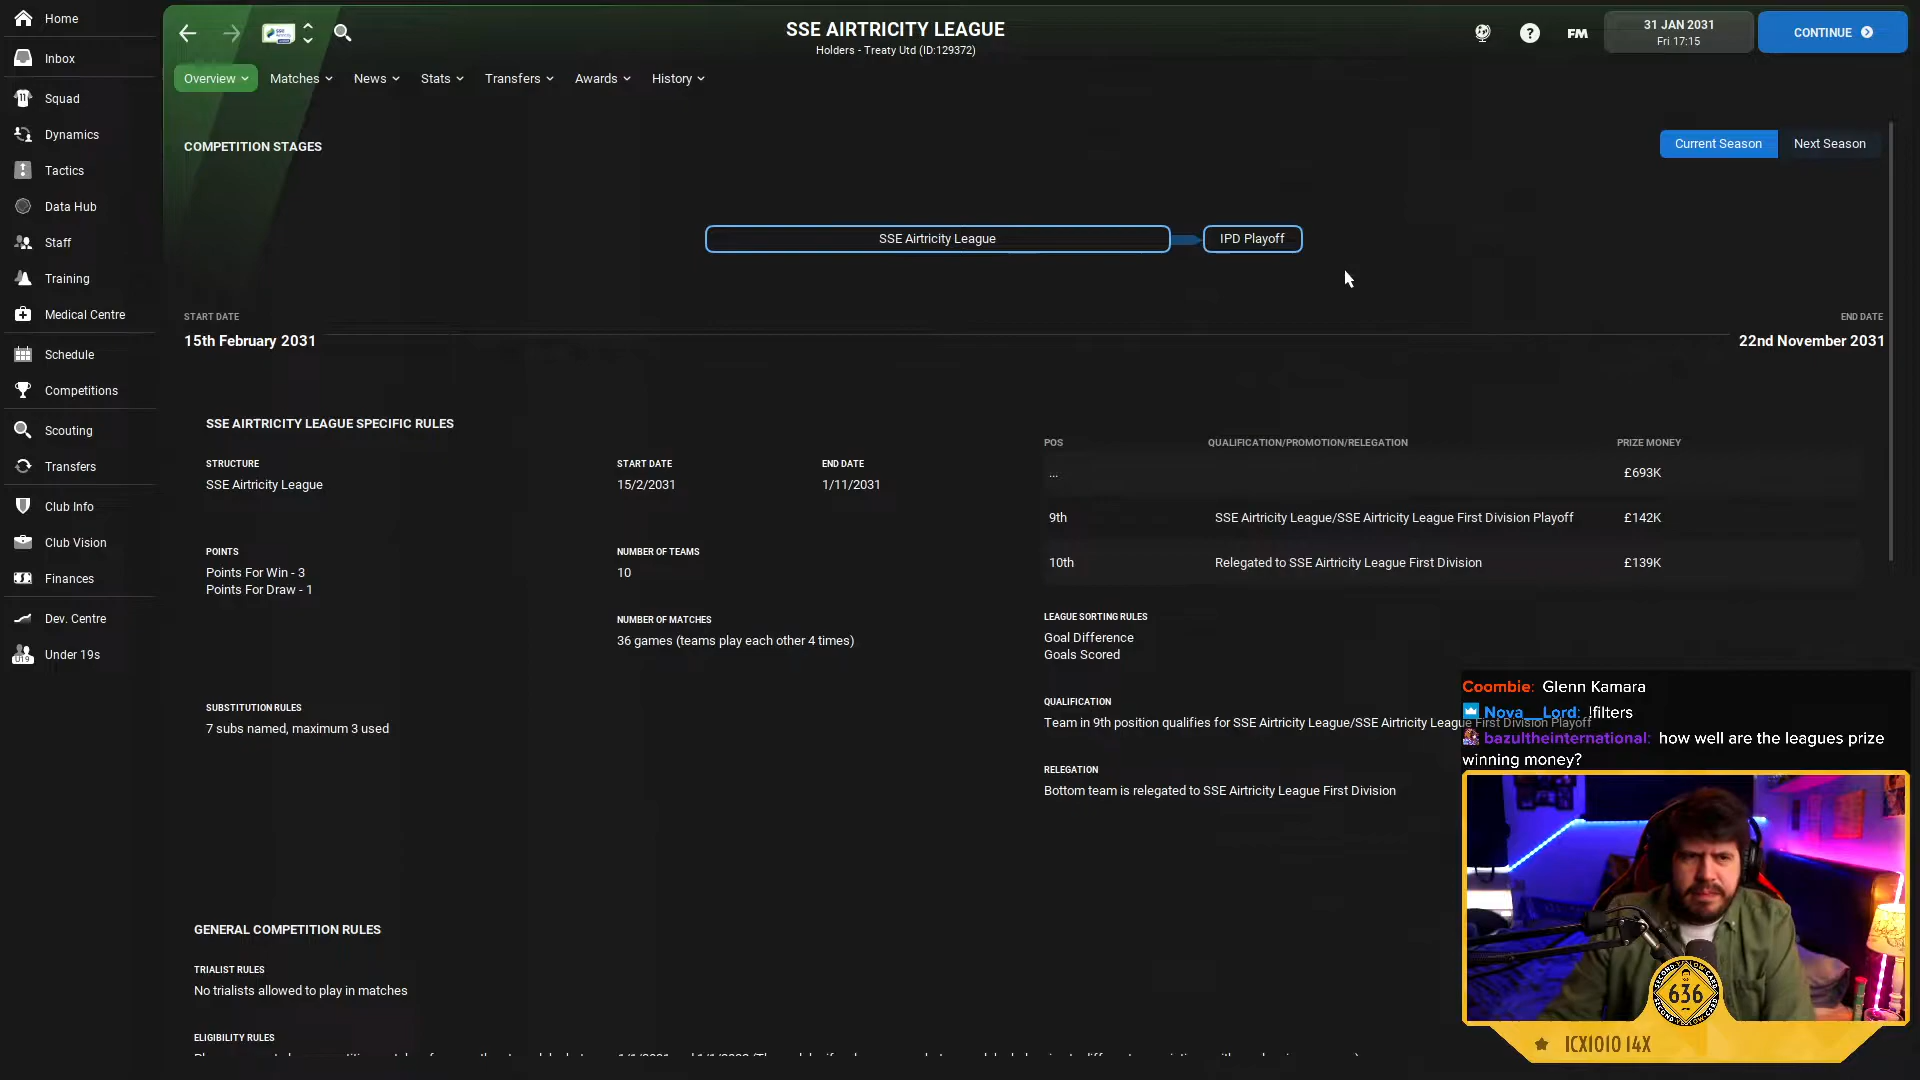 Home
Inbox
Squad
Dynamics
Tactics
Data Hub
Staff
Training
Medical Centre
Schedule
Competitions
Scouting
Transfers
Club Info
Club Vision
Finances
Dev. Centre
U19
Under 19s
SSE AIRTRICITY LEAGUE
Holders - Treaty Utd (ID:129372)
FM
31 JAN 2031
Fri 17:15
CONTINUE
Overview
Matches
News
Stats
Transfers
Awards
History
COMPETITION STAGES
Current Season
Next Season
SSE Airtricity League
IPD Playoff
START DATE
15th February 2031
END DATE
22nd November 2031
SSE AIRTRICITY LEAGUE SPECIFIC RULES
STRUCTURE
SSE Airtricity League
START DATE
15/2/2031
END DATE
1/11/2031
POINTS
Points For Win - 3
Points For Draw - 1
NUMBER OF TEAMS
10
NUMBER OF MATCHES
36 games (teams play each other 4 times)
SUBSTITUTION RULES
7 subs named, maximum 3 used
POS QUALIFICATION/PROMOTION/RELEGATION PRIZE MONEY
... £693K
9th SSE Airtricity League/SSE Airtricity League First Division Playoff £142K
10th Relegated to SSE Airtricity League First Division £139K
LEAGUE SORTING RULES
Goal Difference
Goals Scored
QUALIFICATION
Team in 9th position qualifies for SSE Airtricity League/SSE Airtricity League First Division Playoff
RELEGATION
Bottom team is relegated to SSE Airtricity League First Division
GENERAL COMPETITION RULES
TRIALIST RULES
No trialists allowed to play in matches
ELIGIBILITY RULES
Coombie: Glenn Kamara
Nova__Lord: !filters
bazultheinternational: how well are the leagues prize
winning money?
SECOND YELLOW CARD
636
ICX1010 14X